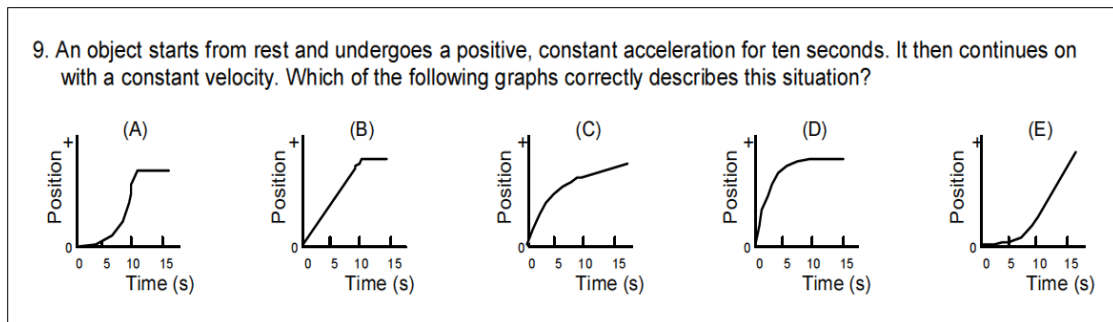 9. An object starts from rest and undergoes a positive, constant acceleration for ten seconds. It then continues on
with a constant velocity. Which of the following graphs correctly describes this situation?
(A)
+
Position
0
0 5 10 15
Time (s)
(B)
+
Position
0
0 5 10 15
Time (s)
(C)
+
Position
0
0 5 10 15
Time (s)
(D)
+
Position
0
0 5 10 15
Time (s)
(E)
+
Position
0
0 5 10 15
Time (s)